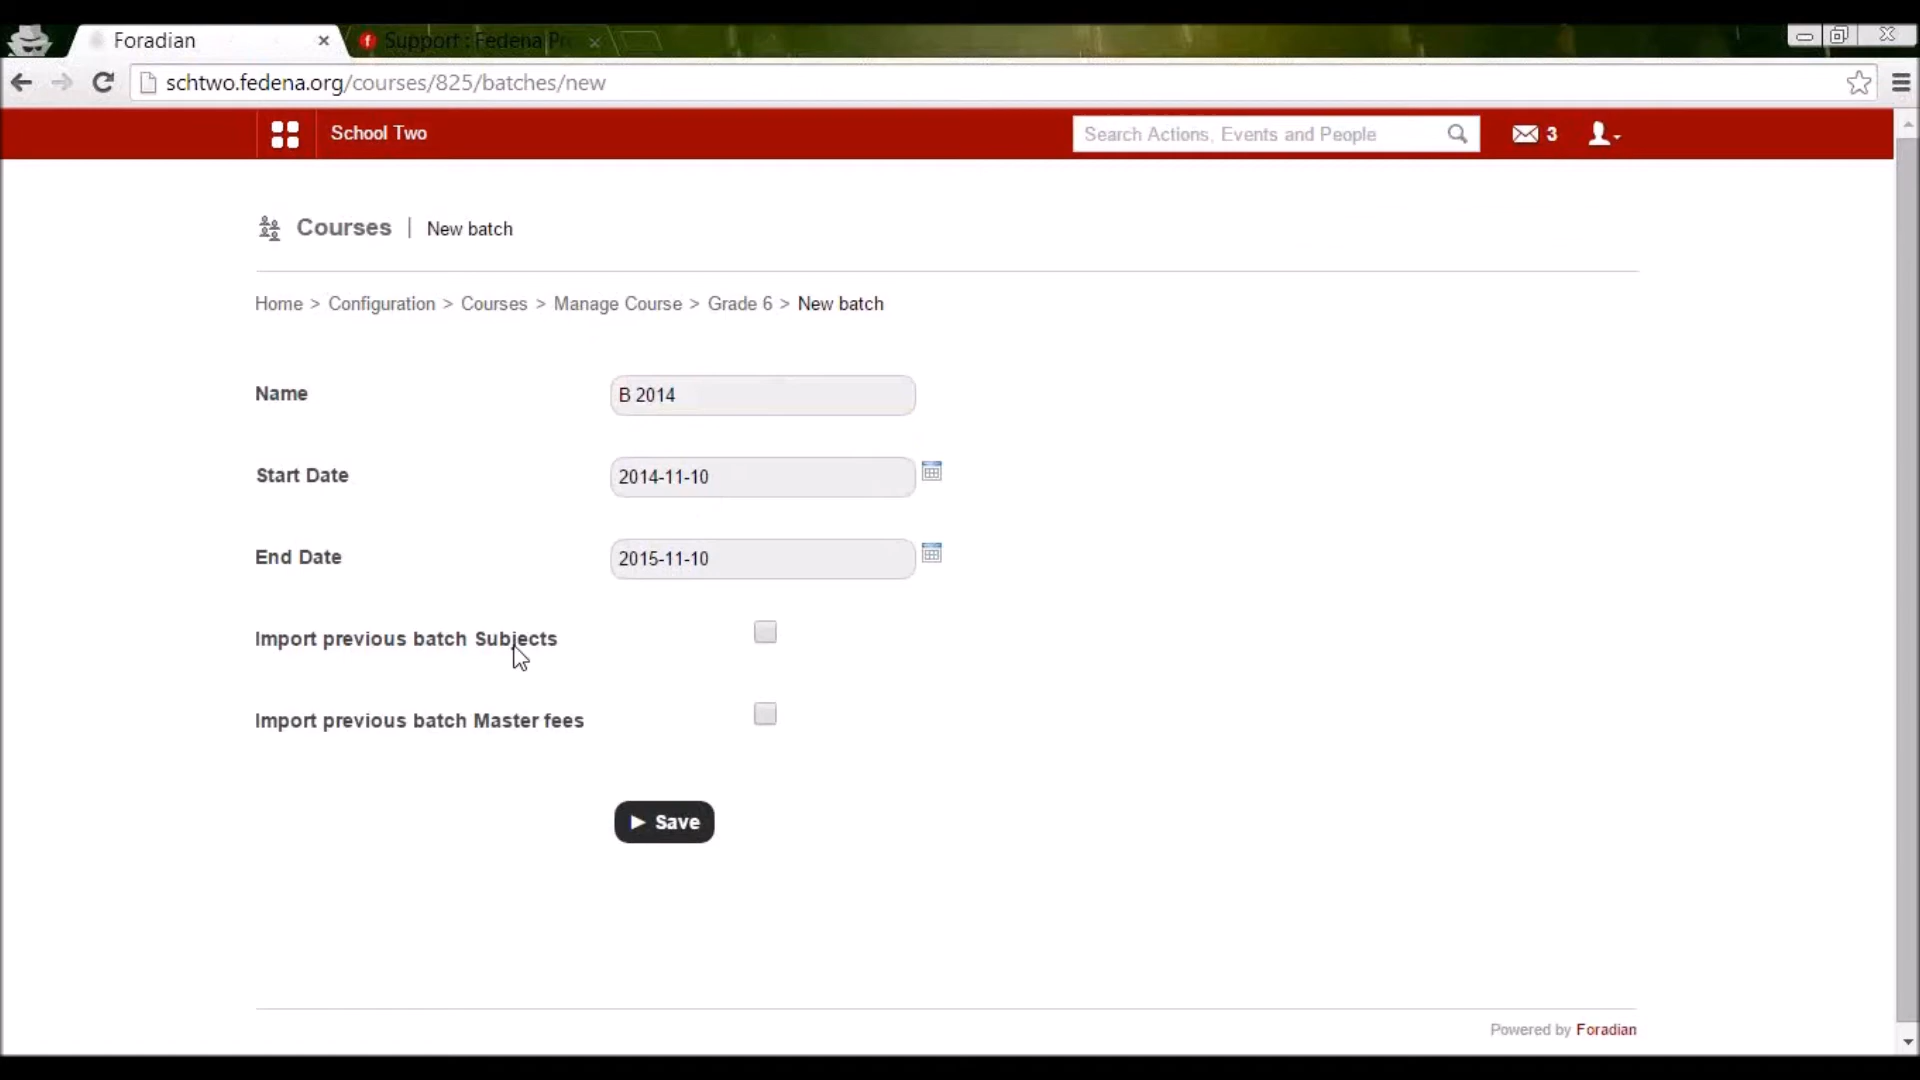 Foradian
Support : Fedena Pr
schtwo.fedena.org/courses/825/batches/new
School Two
Search Actions, Events and People
3
Courses | New batch
Home > Configuration > Courses > Manage Course > Grade 6 > New batch
Name
B 2014
Start Date
2014-11-10
End Date
2015-11-10
Import previous batch Subjects
Import previous batch Master fees
Save
Powered by Foradian